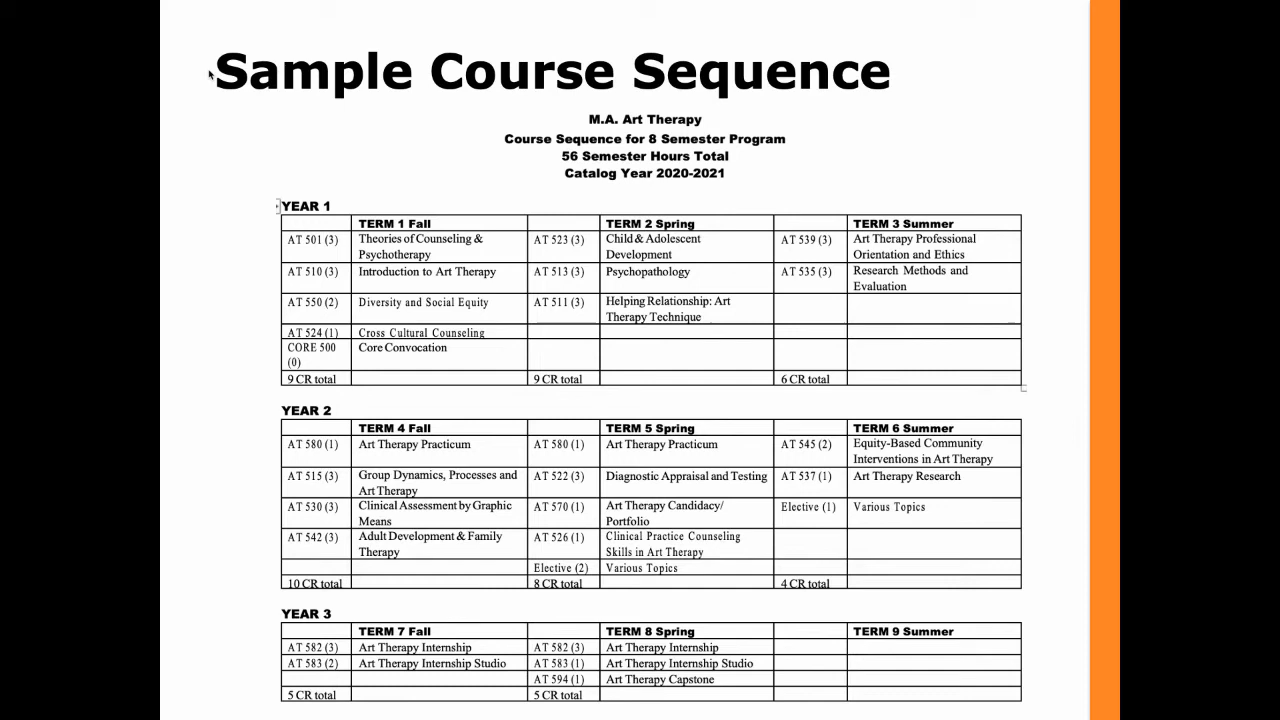 Sample Course Sequence
M.A. Art Therapy
Course Sequence for 8 Semester Program
56 Semester Hours Total
Catalog Year 2020-2021
YEAR 1
TERM 1 Fall TERM 2 Spring TERM 3 Summer
AT 501 (3) Theories of Counseling & Psychotherapy AT 523 (3) Child & Adolescent Development AT 539 (3) Art Therapy Professional Orientation and Ethics
AT 510 (3) Introduction to Art Therapy AT 513 (3) Psychopathology AT 535 (3) Research Methods and Evaluation
AT 550 (2) Diversity and Social Equity AT 511 (3) Helping Relationship: Art Therapy Technique
AT 524 (1) Cross Cultural Counseling
CORE 500 (0) Core Convocation
9 CR total 9 CR total 6 CR total
YEAR 2
TERM 4 Fall TERM 5 Spring TERM 6 Summer
AT 580 (1) Art Therapy Practicum AT 580 (1) Art Therapy Practicum AT 545 (2) Equity-Based Community Interventions in Art Therapy
AT 515 (3) Group Dynamics, Processes and Art Therapy AT 522 (3) Diagnostic Appraisal and Testing AT 537 (1) Art Therapy Research
AT 530 (3) Clinical Assessment by Graphic Means AT 570 (1) Art Therapy Candidacy/ Portfolio Elective (1) Various Topics
AT 542 (3) Adult Development & Family Therapy AT 526 (1) Clinical Practice Counseling Skills in Art Therapy
Elective (2) Various Topics
10 CR total 8 CR total 4 CR total
YEAR 3
TERM 7 Fall TERM 8 Spring TERM 9 Summer
AT 582 (3) Art Therapy Internship AT 582 (3) Art Therapy Internship
AT 583 (2) Art Therapy Internship Studio AT 583 (1) Art Therapy Internship Studio
AT 594 (1) Art Therapy Capstone
5 CR total 5 CR total